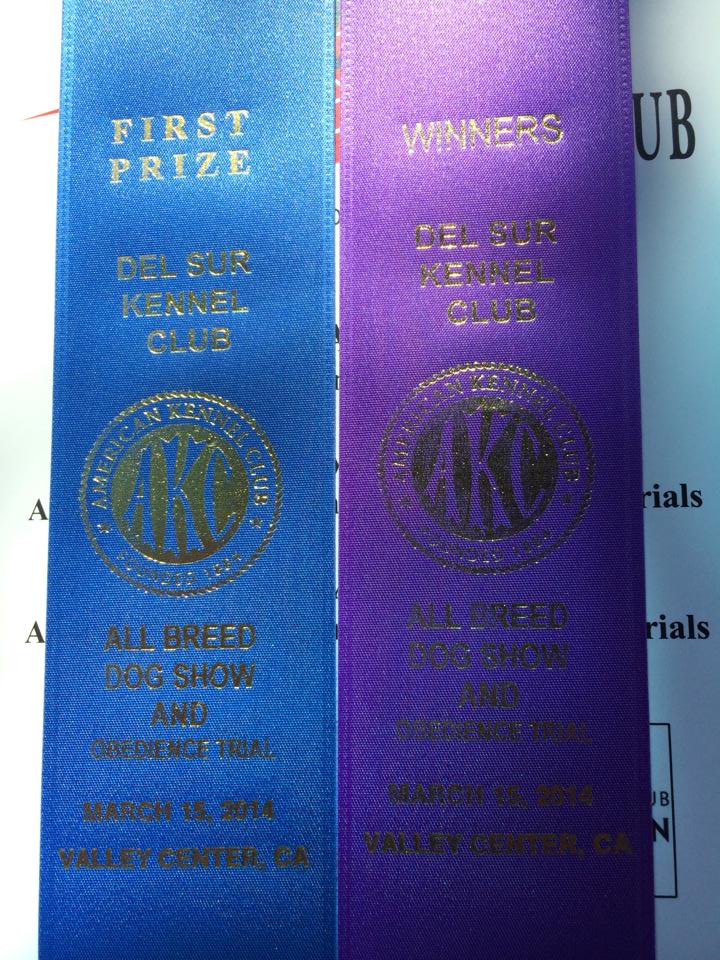 FIRST
PRIZE
DEL SUR
KENNEL
CLUB
AMERICAN KENNEL CLUB
AKC
FOUNDED 1884
ALL BREED
DOG SHOW
AND
OBEDIENCE TRIAL
MARCH 15, 2014
VALLEY CENTER, CA
WINNERS
DEL SUR
KENNEL
CLUB
AMERICAN KENNEL CLUB
AKC
FOUNDED 1884
ALL BREED
DOG SHOW
AND
OBEDIENCE TRIAL
MARCH 15, 2014
VALLEY CENTER, CA
UB
A
rials
A
rials
UB
N